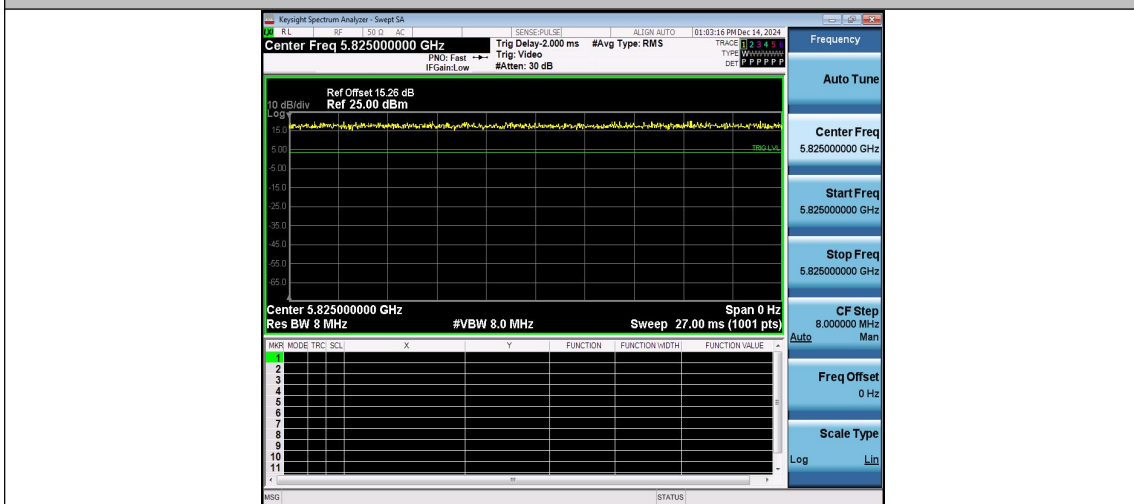 Keysight Spectrum Analyzer - Swept SA
RL RF 50 Ω AC SENSE:PULSE ALIGN AUTO 01:03:16 PM Dec 14, 2024
Center Freq 5.825000000 GHz Trig Delay-2.000 ms #Avg Type: RMS TRACE 1 2 3 4 5 6
PNO: Fast Trig: Video TYPE WWWWWW
IFGain:Low #Atten: 30 dB DET P P P P P P
Ref Offset 15.26 dB
10 dB/div Ref 25.00 dBm
Log
15.0
5.00
TRIG LVL
-5.00
-15.0
-25.0
-35.0
-45.0
-55.0
-65.0
Center 5.825000000 GHz Span 0 Hz
Res BW 8 MHz #VBW 8.0 MHz Sweep 27.00 ms (1001 pts)
MKR MODE TRC SCL X Y FUNCTION FUNCTION WIDTH FUNCTION VALUE
1
2
3
4
5
6
7
8
9
10
11
MSG STATUS
Frequency
Auto Tune
Center Freq
5.825000000 GHz
Start Freq
5.825000000 GHz
Stop Freq
5.825000000 GHz
CF Step
8.000000 MHz
Auto Man
Freq Offset
0 Hz
Scale Type
Log Lin